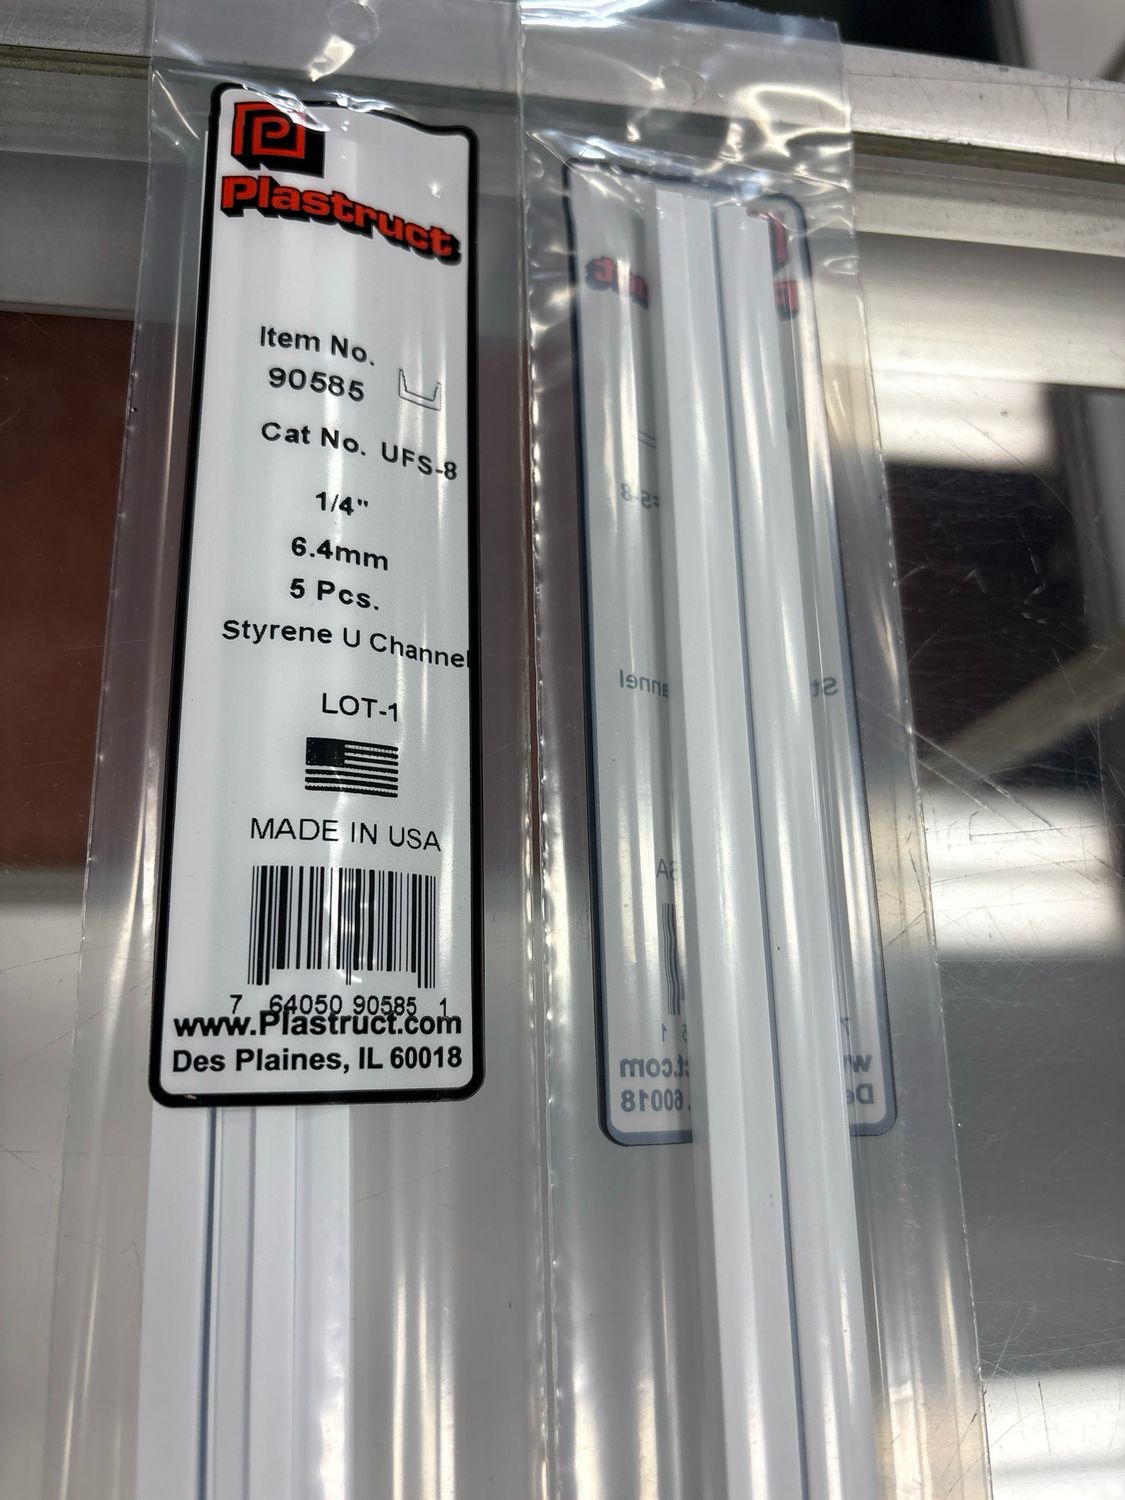 Plastruct
Item No.
90585
Cat No. UFS-8
1/4"
6.4mm
5 Pcs.
Styrene U Channel
LOT-1
MADE IN USA
7 64050 90585 1
www.Plastruct.com
Des Plaines, IL 60018